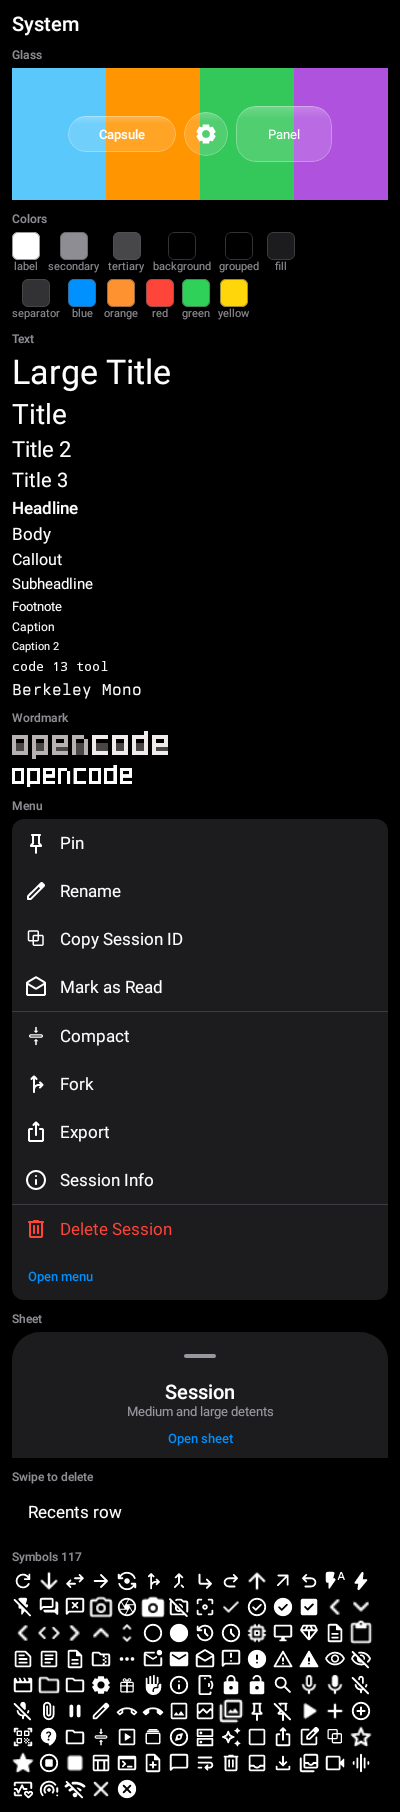 System
Glass
Capsule
Panel
Colors
label secondary tertiary background grouped fill
separator blue orange red green yellow
Text
Large Title
Title
Title 2
Title 3
Headline
Body
Callout
Subheadline
Footnote
Caption
Caption 2
code 13 tool
Berkeley Mono
Wordmark
opencode
opencode
Menu
Pin
Rename
Copy Session ID
Mark as Read
Compact
Fork
Export
Session Info
Delete Session
Open menu
Sheet
Session
Medium and large detents
Open sheet
Swipe to delete
Recents row
Symbols 117